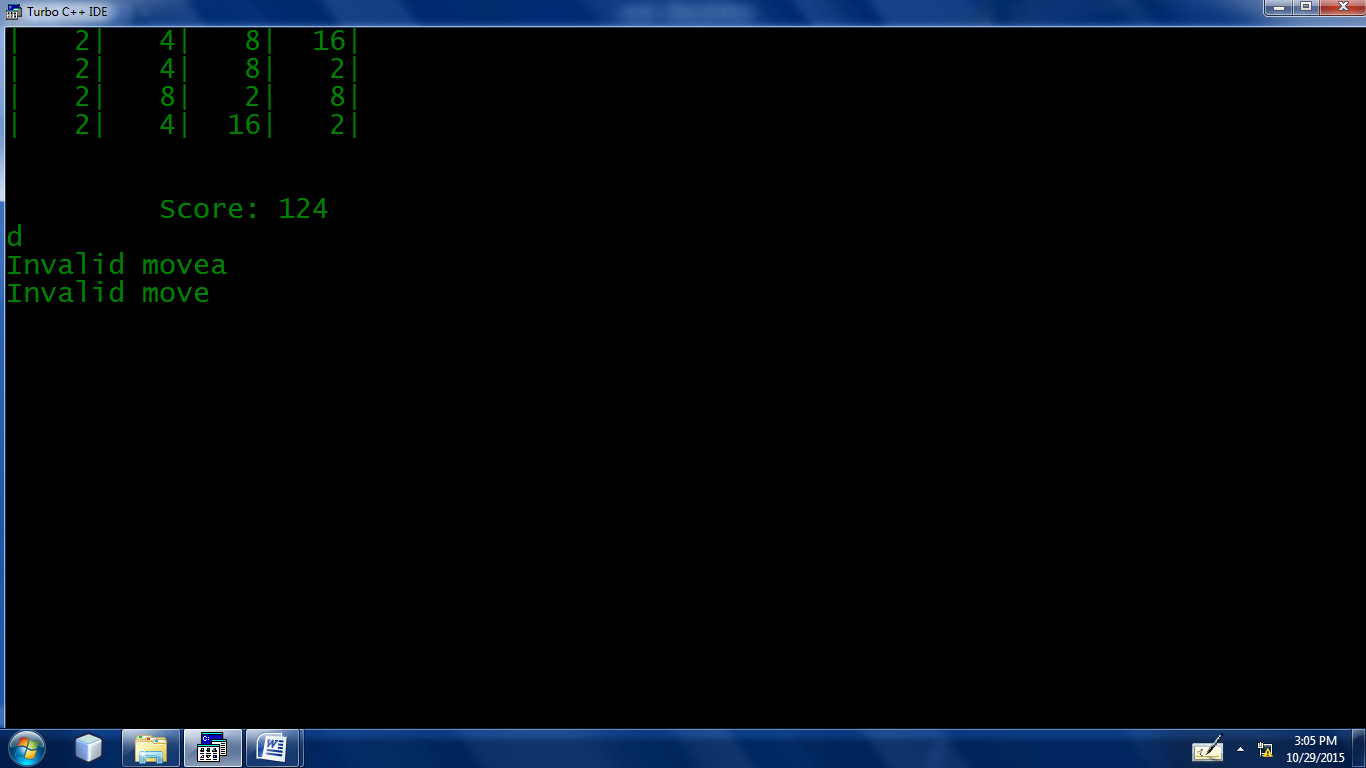 Turbo C++ IDE
|   2|   4|   8|  16|
|   2|   4|   8|   2|
|   2|   8|   2|   8|
|   2|   4|  16|   2|
Score: 124
d
Invalid movea
Invalid move
3:05 PM
10/29/2015